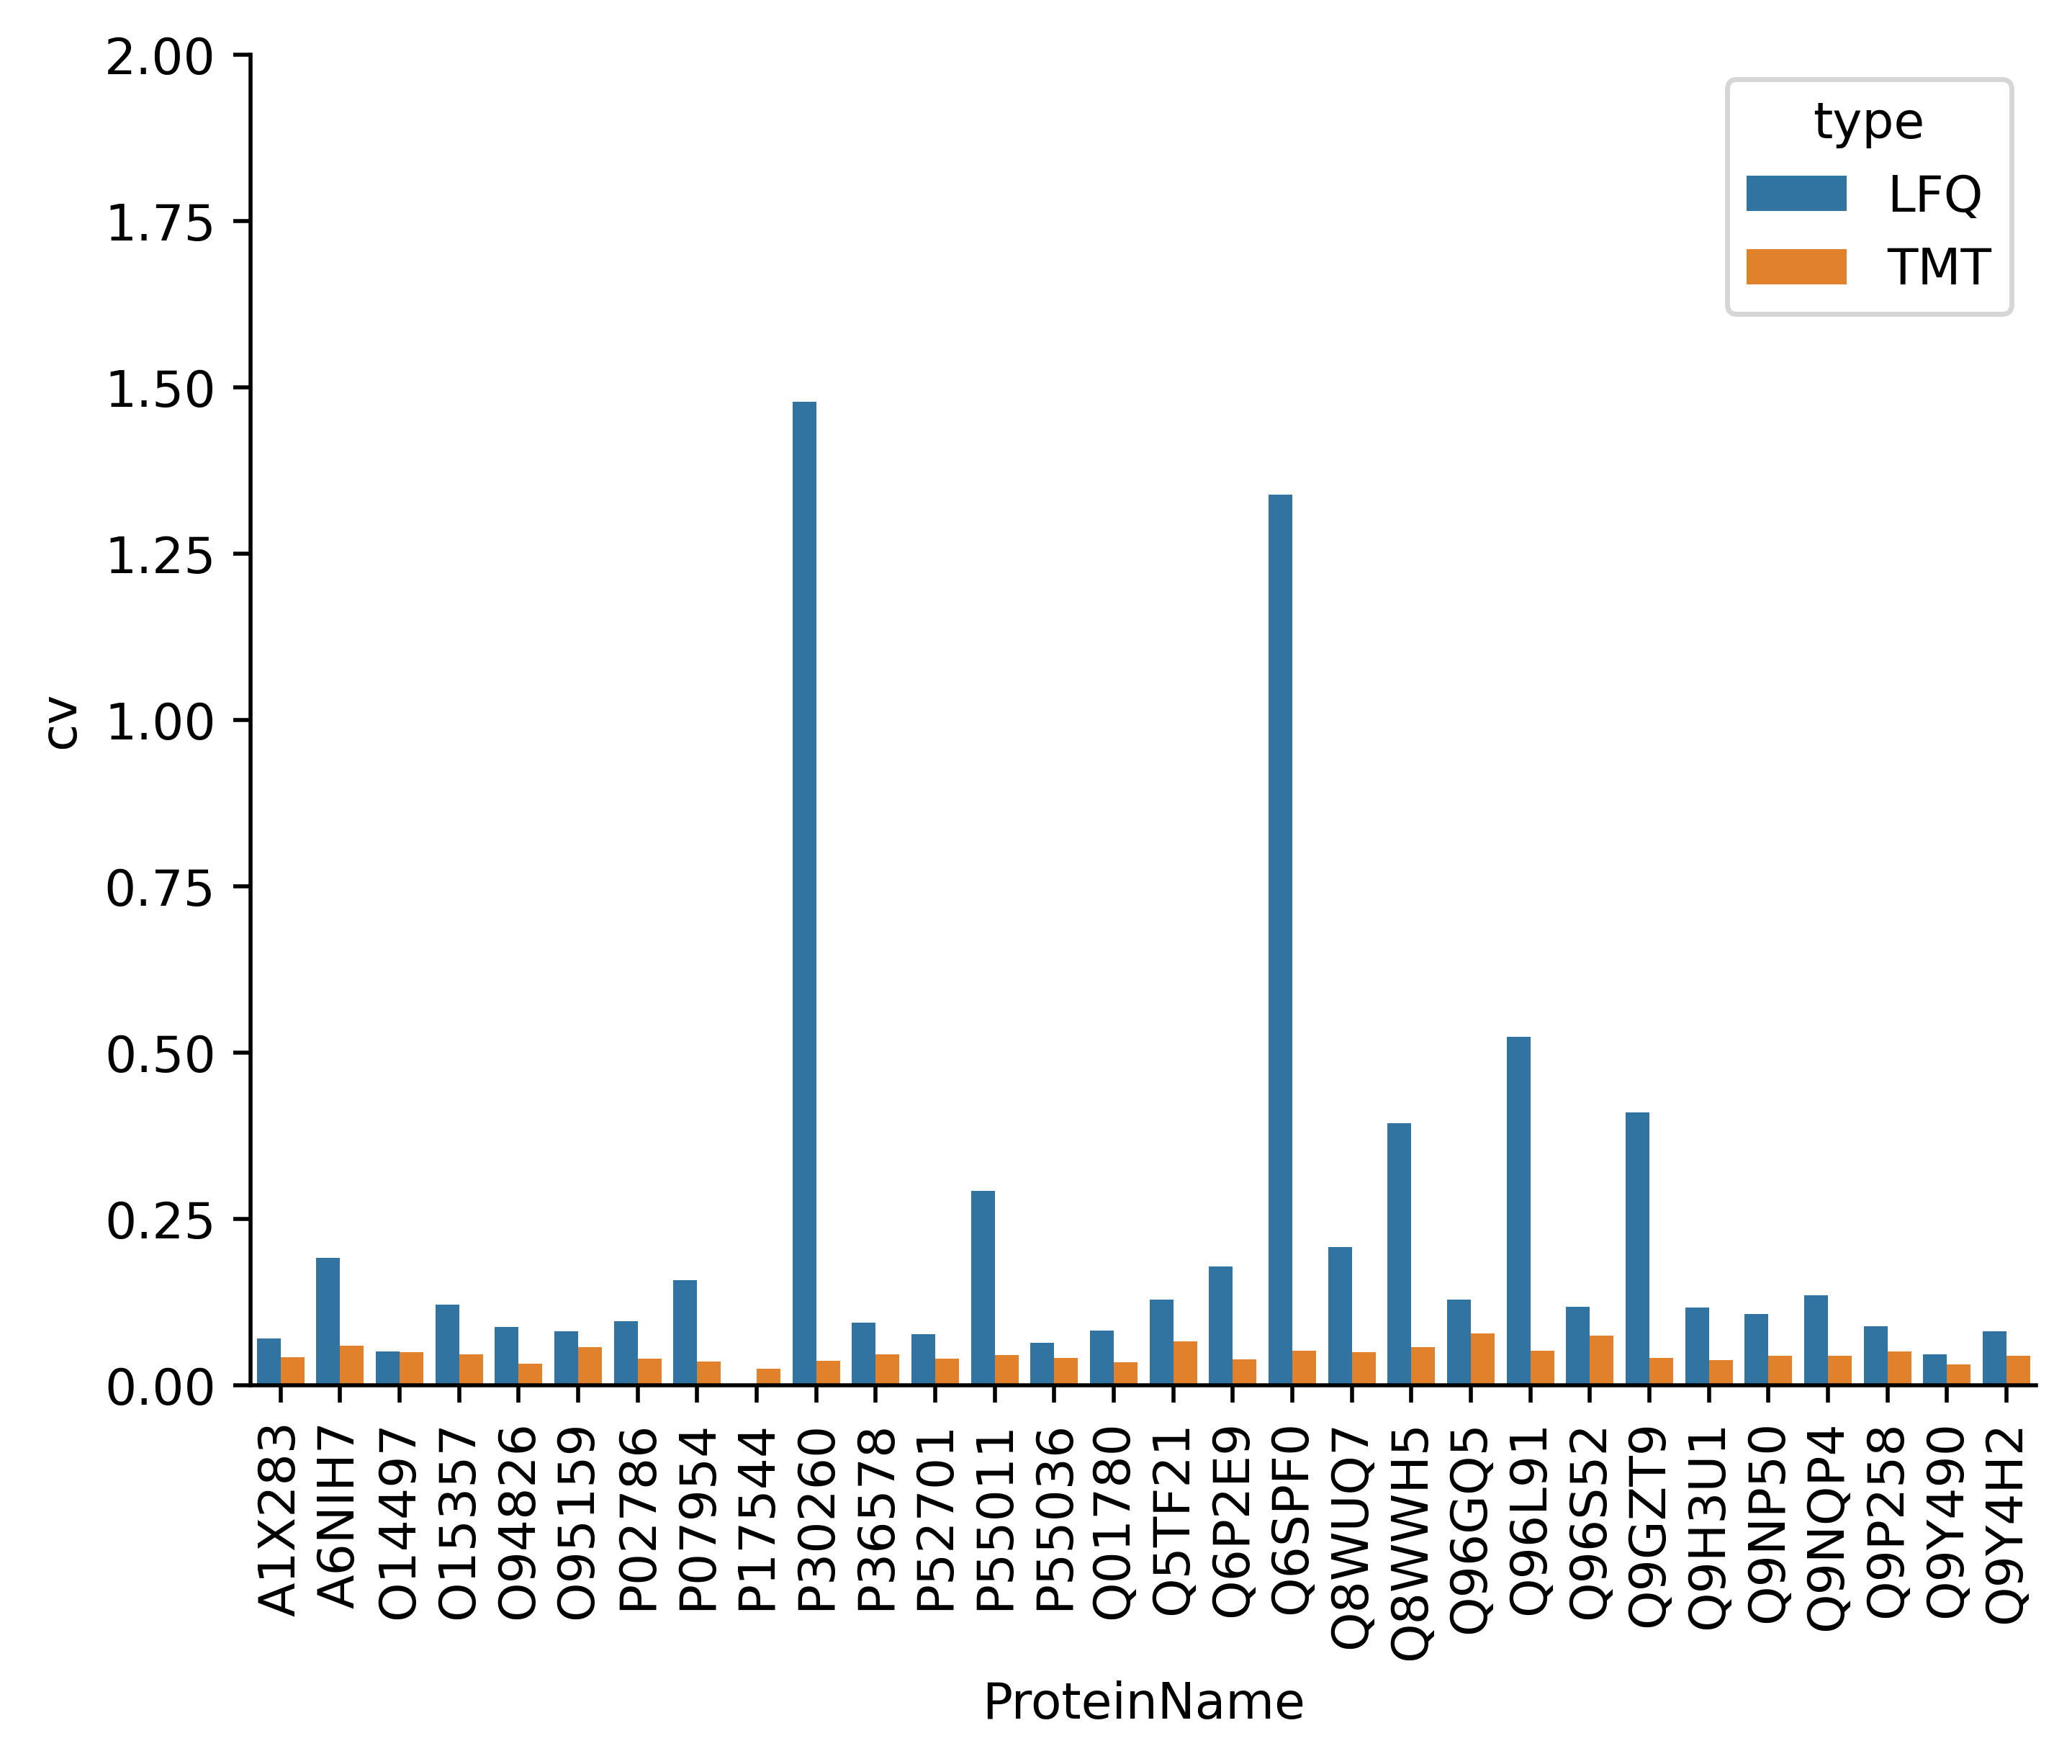 2.00
1.75
1.50
1.25
1.00
0.75
0.50
0.25
0.00
cv
type
LFQ
TMT
A1X283
A6NIH7
O14497
O15357
O94826
O95159
P02786
P07954
P17544
P30260
P36578
P52701
P55011
P55036
Q01780
Q5TF21
Q6P2E9
Q6SPF0
Q8WUQ7
Q8WWH5
Q96GQ5
Q96L91
Q96S52
Q9GZT9
Q9H3U1
Q9NP50
Q9NQP4
Q9P258
Q9Y490
Q9Y4H2
ProteinName